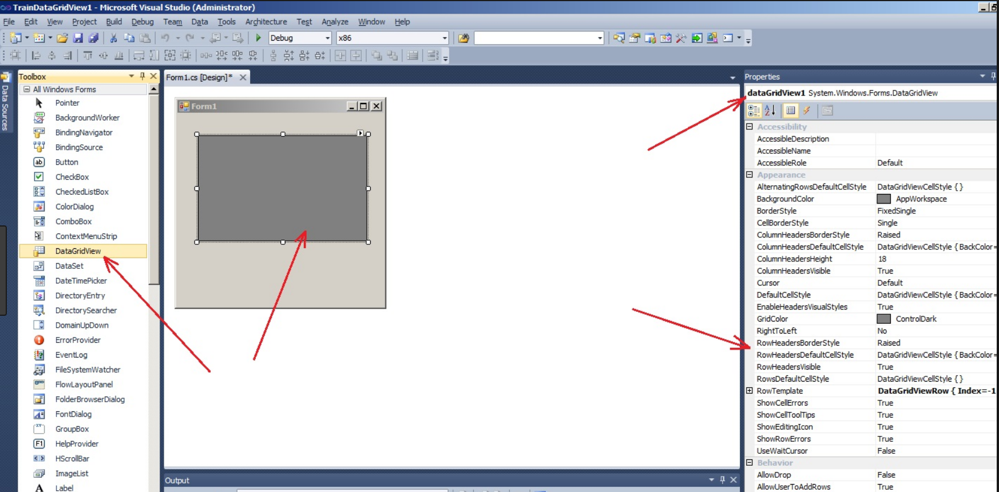 TrainDataGridView1 - Microsoft Visual Studio (Administrator)
File Edit View Project Build Debug Team Data Tools Architecture Test Analyze Window Help
Debug x86
Data Sources
Toolbox
All Windows Forms
Pointer
BackgroundWorker
BindingNavigator
BindingSource
ab Button
CheckBox
CheckedListBox
ColorDialog
ComboBox
ContextMenuStrip
DataGridView
DataSet
DateTimePicker
DirectoryEntry
DirectorySearcher
DomainUpDown
ErrorProvider
EventLog
FileSystemWatcher
FlowLayoutPanel
FolderBrowserDialog
FontDialog
GroupBox
HelpProvider
HScrollBar
ImageList
A Label
Form1.cs [Design]*
Form1
Output
Properties
dataGridView1 System.Windows.Forms.DataGridView
Accessibility
AccessibleDescription
AccessibleName
AccessibleRole Default
Appearance
AlternatingRowsDefaultCellStyle DataGridViewCellStyle { }
BackgroundColor AppWorkspace
BorderStyle FixedSingle
CellBorderStyle Single
ColumnHeadersBorderStyle Raised
ColumnHeadersDefaultCellStyle DataGridViewCellStyle { BackColor=
ColumnHeadersHeight 18
ColumnHeadersVisible True
Cursor Default
DefaultCellStyle DataGridViewCellStyle { BackColor=
EnableHeadersVisualStyles True
GridColor ControlDark
RightToLeft No
RowHeadersBorderStyle Raised
RowHeadersDefaultCellStyle DataGridViewCellStyle { BackColor=
RowHeadersVisible True
RowsDefaultCellStyle DataGridViewCellStyle { }
RowTemplate DataGridViewRow { Index=-1
ShowCellErrors True
ShowCellToolTips True
ShowEditingIcon True
ShowRowErrors True
UseWaitCursor False
Behavior
AllowDrop False
AllowUserToAddRows True